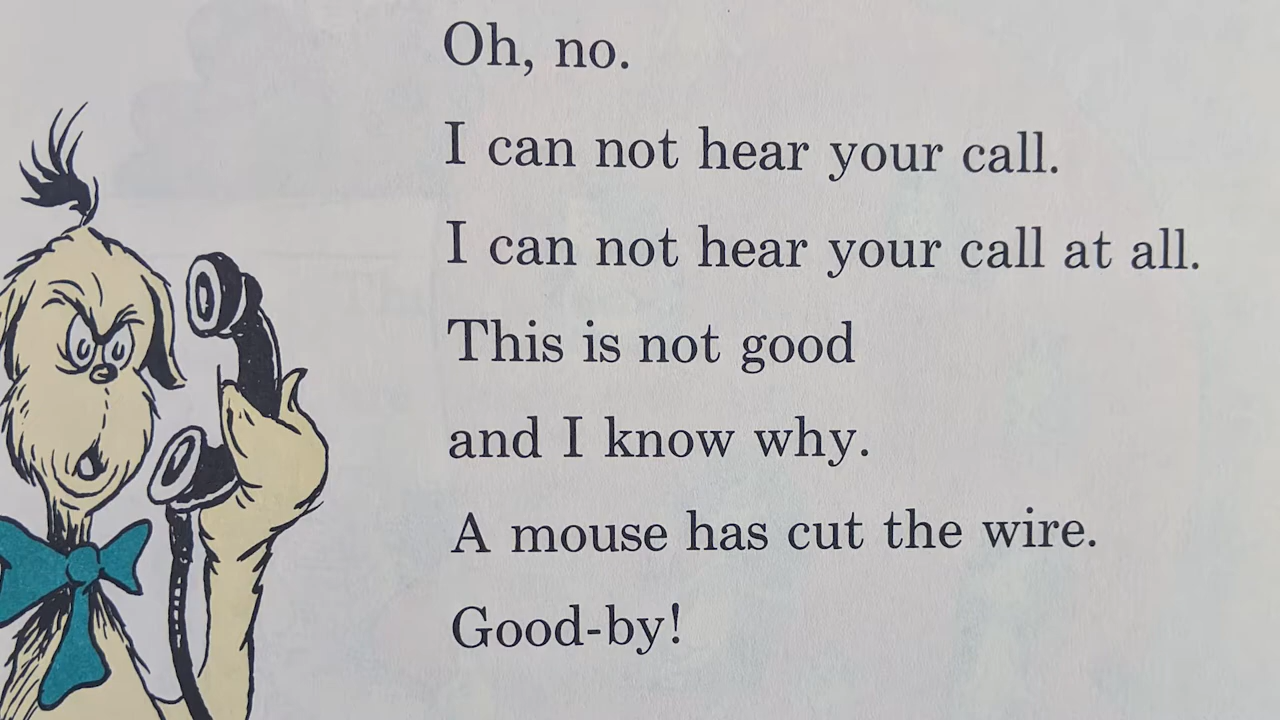 Oh, no.
I can not hear your call.
I can not hear your call at all.
This is not good
and I know why.
A mouse has cut the wire.
Good-by!